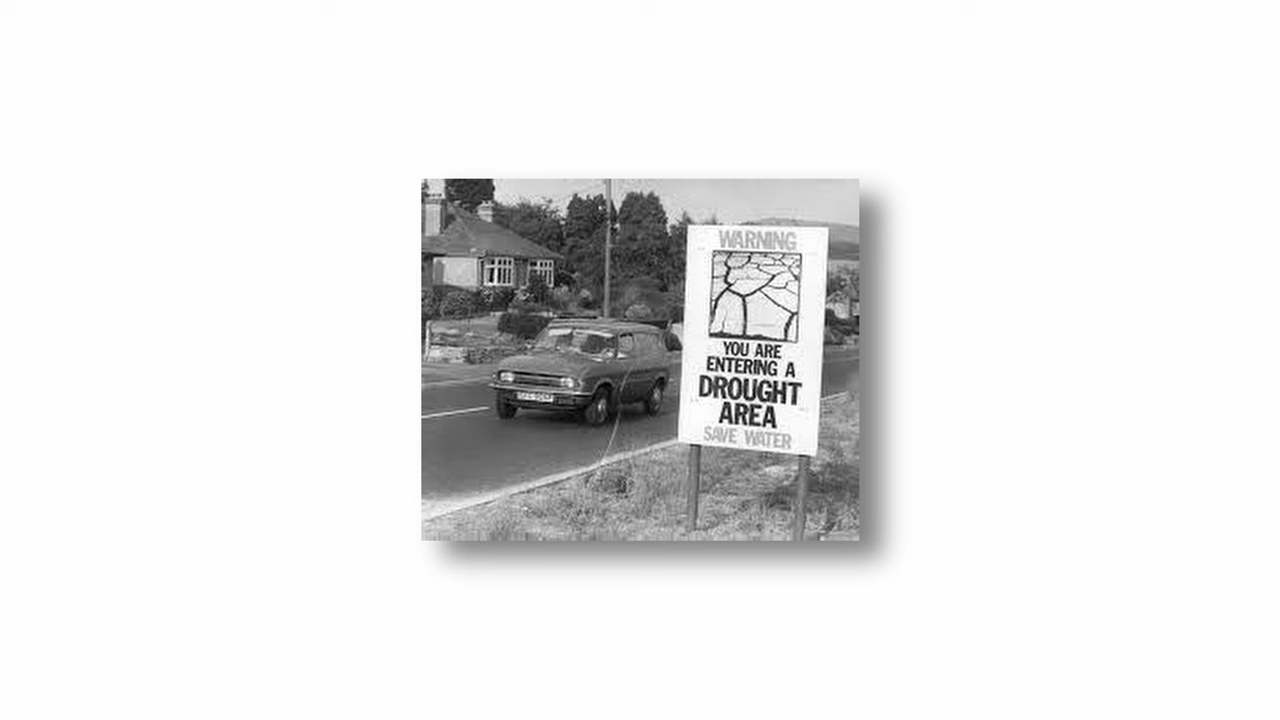 WARNING
YOU ARE
ENTERING A
DROUGHT
AREA
SAVE WATER